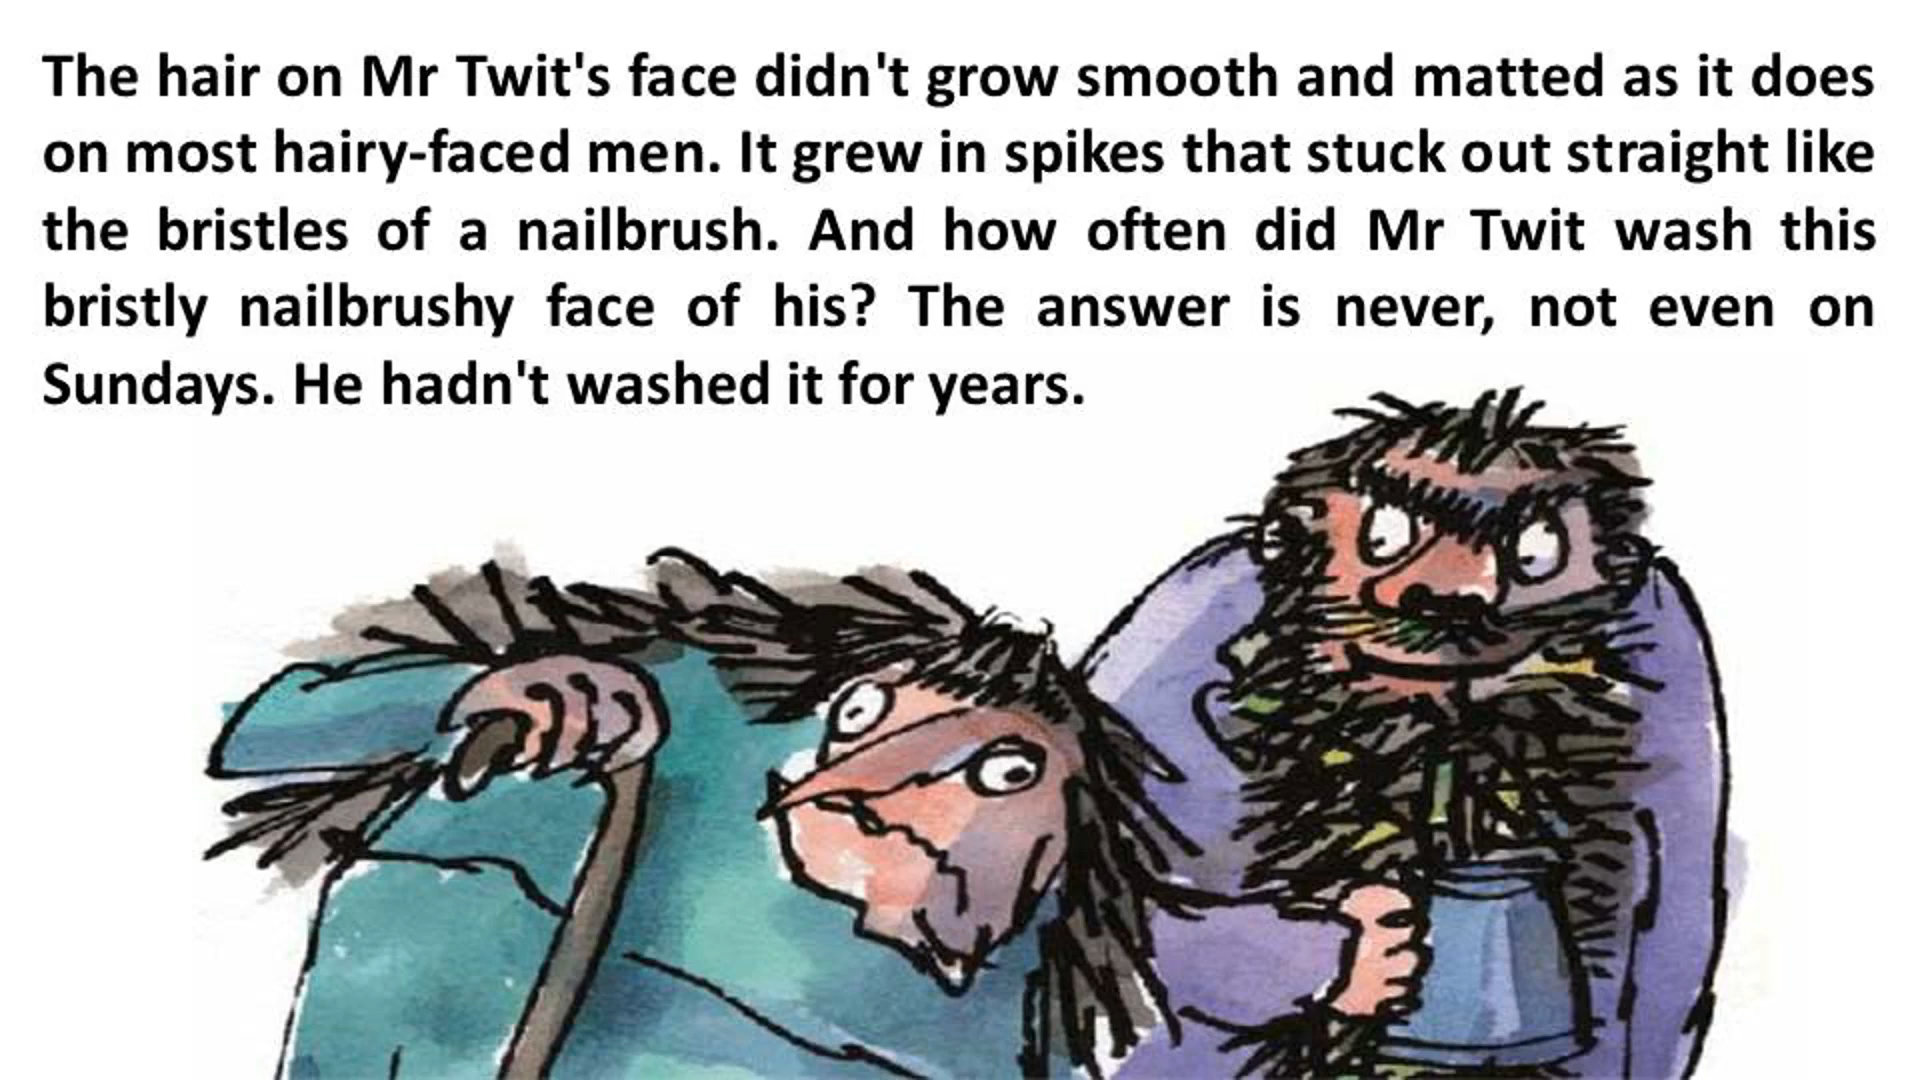 The hair on Mr Twit's face didn't grow smooth and matted as it does
on most hairy-faced men. It grew in spikes that stuck out straight like
the bristles of a nailbrush. And how often did Mr Twit wash this
bristly nailbrushy face of his? The answer is never, not even on
Sundays. He hadn't washed it for years.